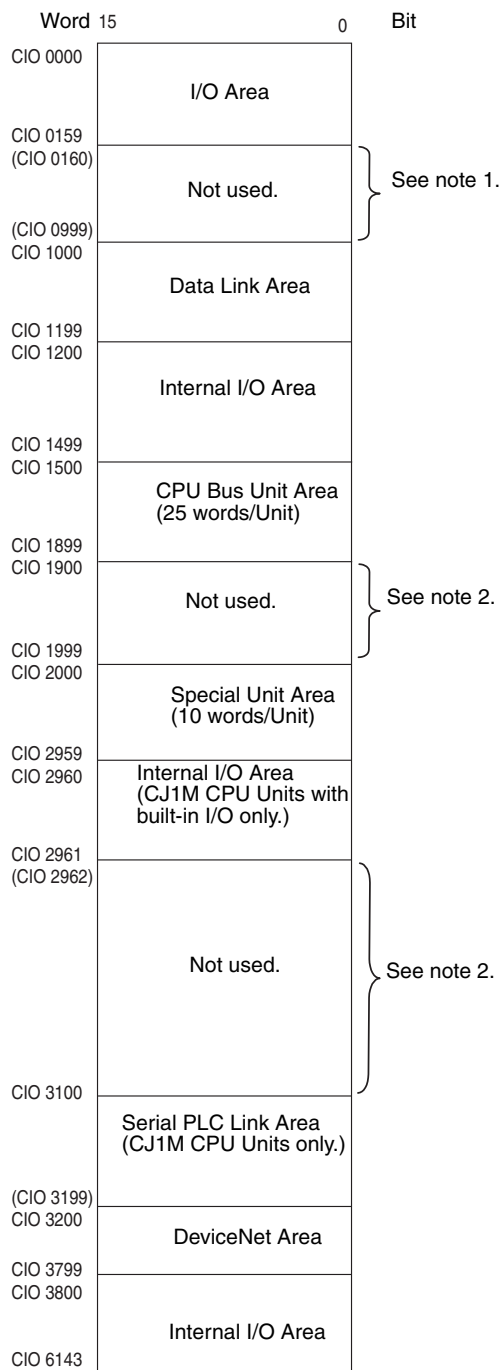 Word 15 0 Bit
CIO 0000
I/O Area
CIO 0159
(CIO 0160)
Not used.
See note 1.
(CIO 0999)
CIO 1000
Data Link Area
CIO 1199
CIO 1200
Internal I/O Area
CIO 1499
CIO 1500
CPU Bus Unit Area
(25 words/Unit)
CIO 1899
CIO 1900
Not used.
See note 2.
CIO 1999
CIO 2000
Special Unit Area
(10 words/Unit)
CIO 2959
CIO 2960
Internal I/O Area
(CJ1M CPU Units with
built-in I/O only.)
CIO 2961
(CIO 2962)
Not used.
See note 2.
CIO 3100
Serial PLC Link Area
(CJ1M CPU Units only.)
(CIO 3199)
CIO 3200
DeviceNet Area
CIO 3799
CIO 3800
Internal I/O Area
CIO 6143